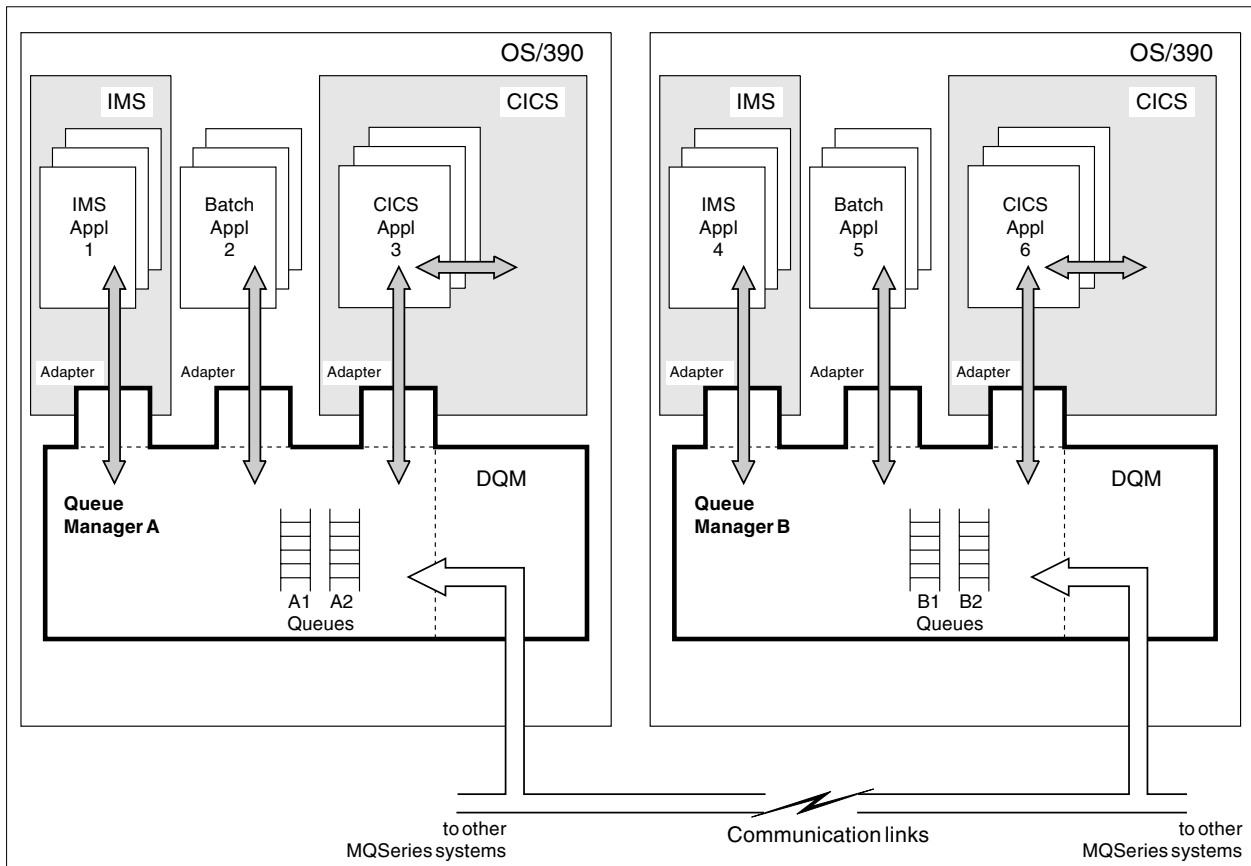 OS/390
IMS
CICS
IMS
Appl
1
Batch
Appl
2
CICS
Appl
3
Adapter
Adapter
Adapter
Queue
Manager A
DQM
A1
A2
Queues
OS/390
IMS
CICS
IMS
Appl
4
Batch
Appl
5
CICS
Appl
6
Adapter
Adapter
Adapter
Queue
Manager B
DQM
B1
B2
Queues
to other
MQSeries systems
Communication links
to other
MQSeries systems